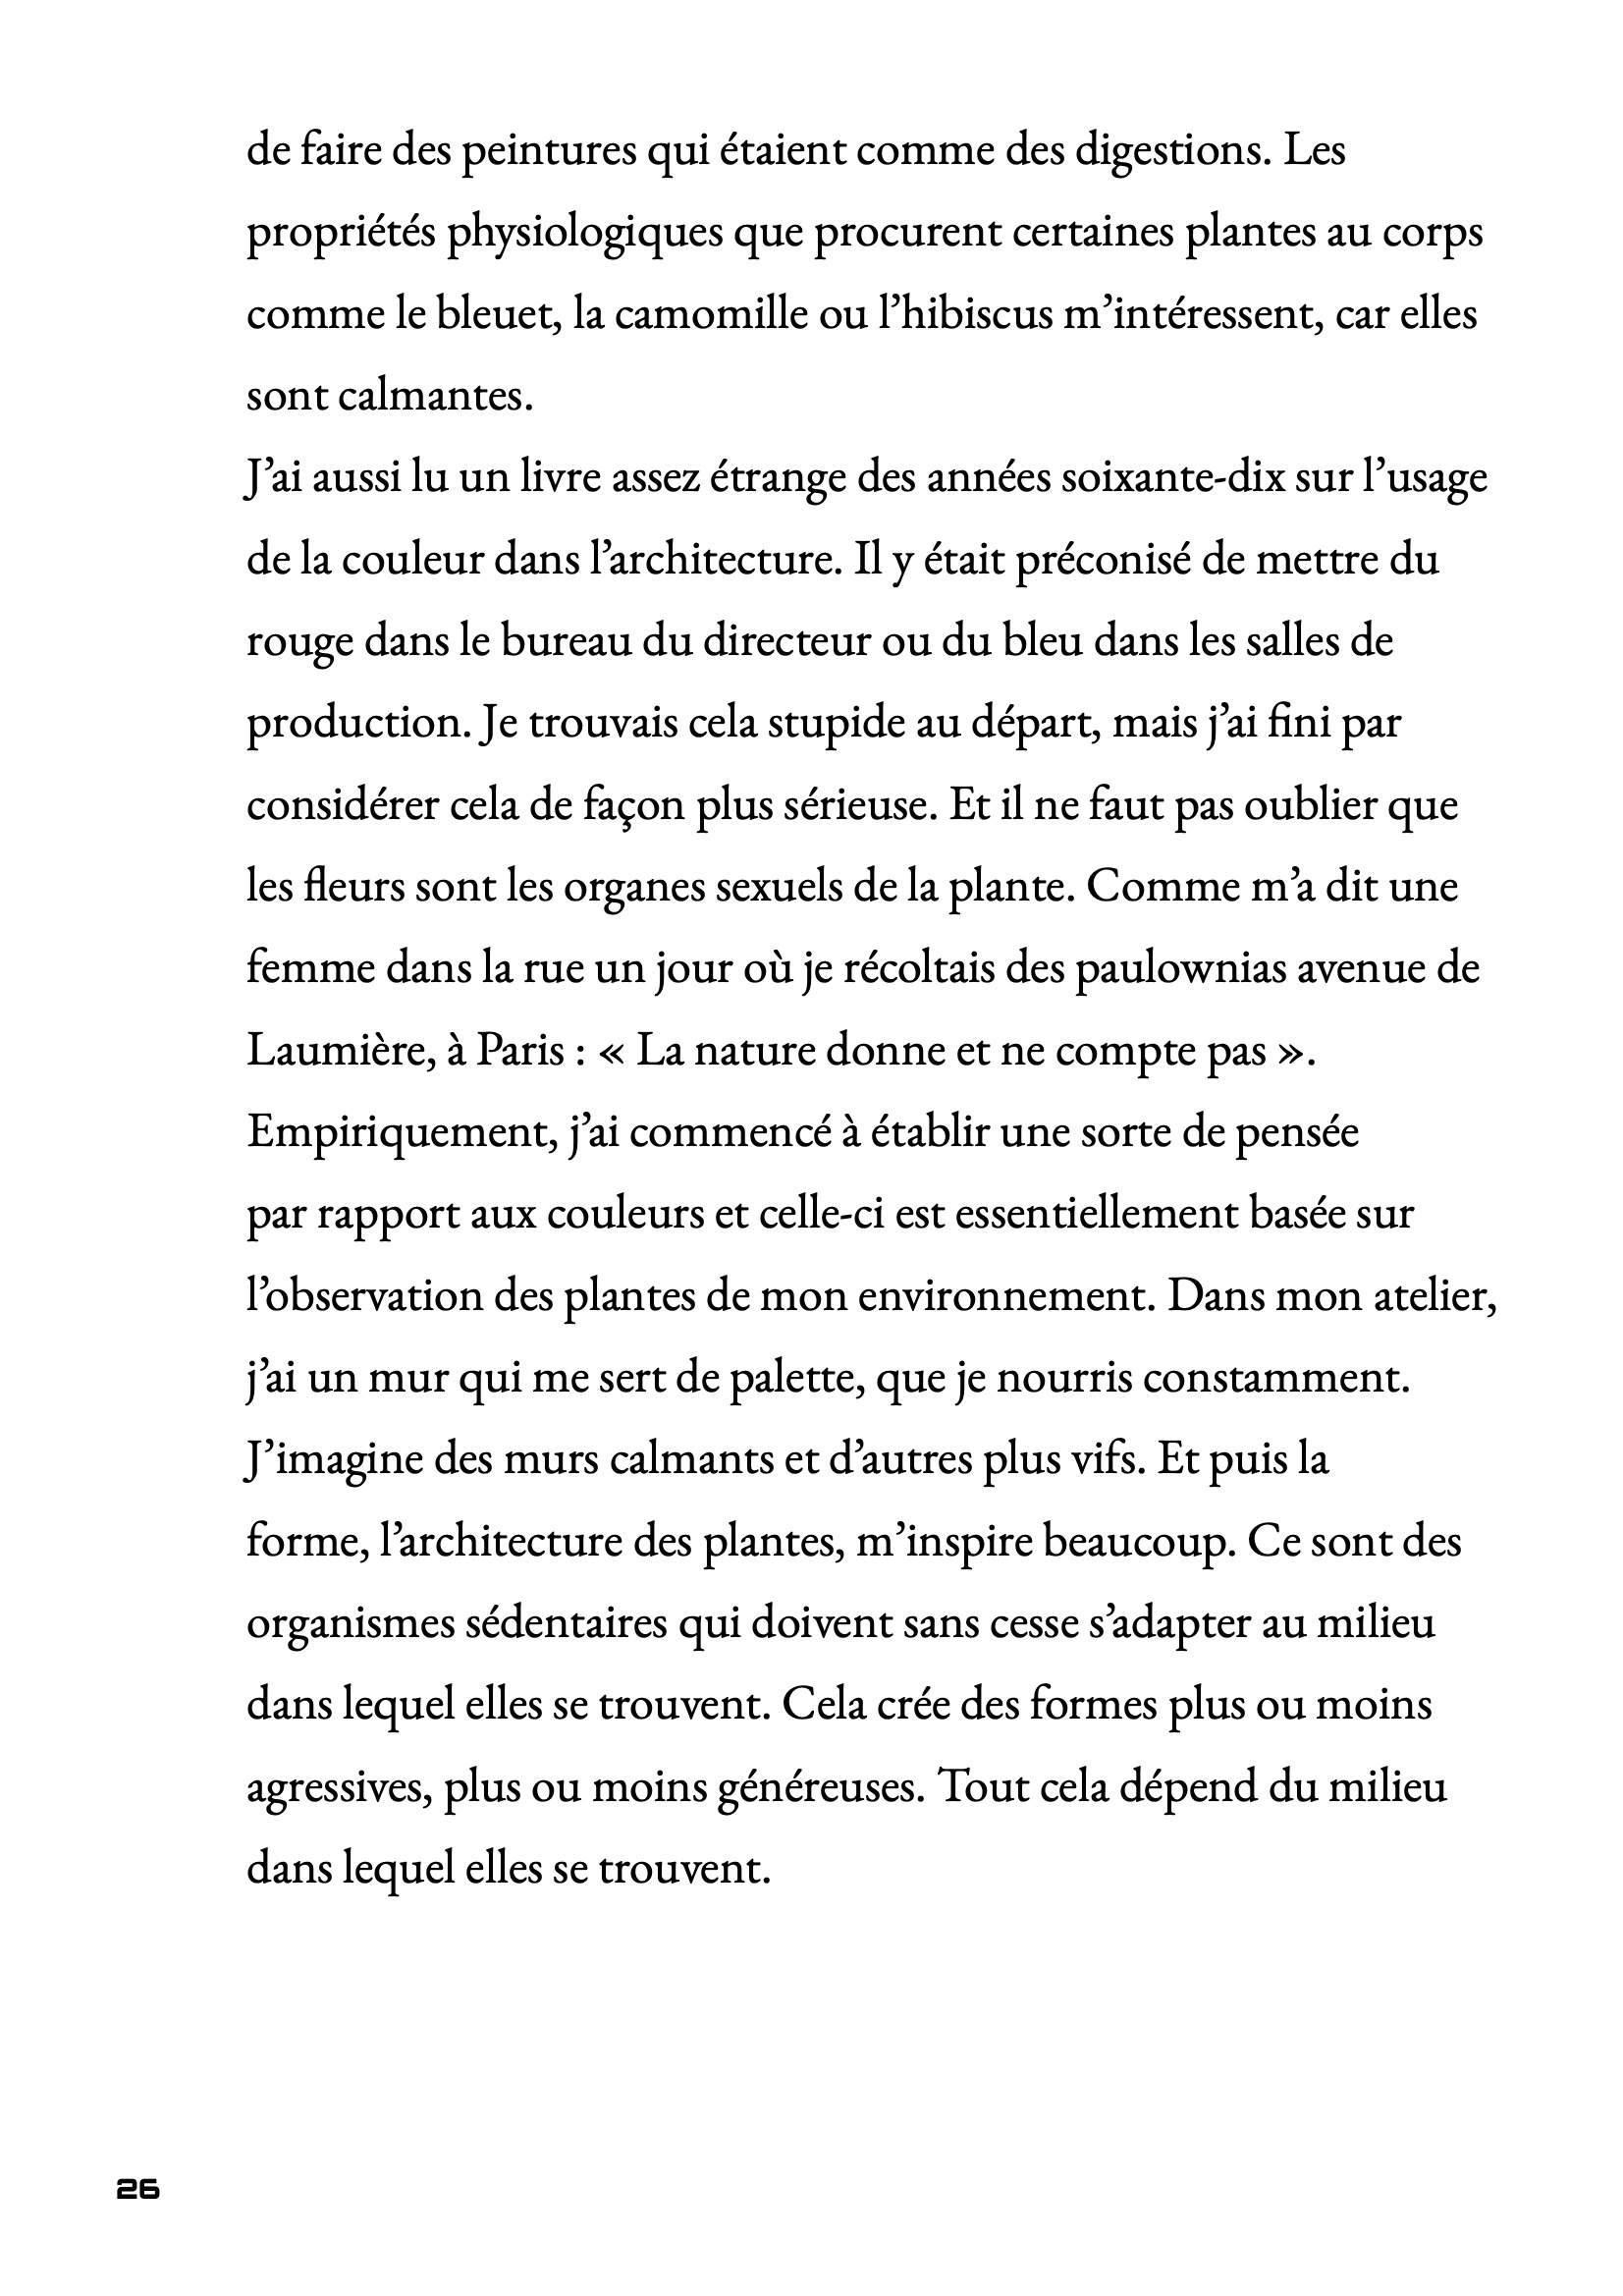 de faire des peintures qui étaient comme des digestions. Les
propriétés physiologiques que procurent certaines plantes au corps
comme le bleuet, la camomille ou l’hibiscus m’intéressent, car elles
sont calmantes.
J’ai aussi lu un livre assez étrange des années soixante-dix sur l’usage
de la couleur dans l’architecture. Il y était préconisé de mettre du
rouge dans le bureau du directeur ou du bleu dans les salles de
production. Je trouvais cela stupide au départ, mais j’ai fini par
considérer cela de façon plus sérieuse. Et il ne faut pas oublier que
les fleurs sont les organes sexuels de la plante. Comme m’a dit une
femme dans la rue un jour où je récoltais des paulownias avenue de
Laumière, à Paris : « La nature donne et ne compte pas ».
Empiriquement, j’ai commencé à établir une sorte de pensée
par rapport aux couleurs et celle-ci est essentiellement basée sur
l’observation des plantes de mon environnement. Dans mon atelier,
j’ai un mur qui me sert de palette, que je nourris constamment.
J’imagine des murs calmants et d’autres plus vifs. Et puis la
forme, l’architecture des plantes, m’inspire beaucoup. Ce sont des
organismes sédentaires qui doivent sans cesse s’adapter au milieu
dans lequel elles se trouvent. Cela crée des formes plus ou moins
agressives, plus ou moins généreuses. Tout cela dépend du milieu
dans lequel elles se trouvent.
26